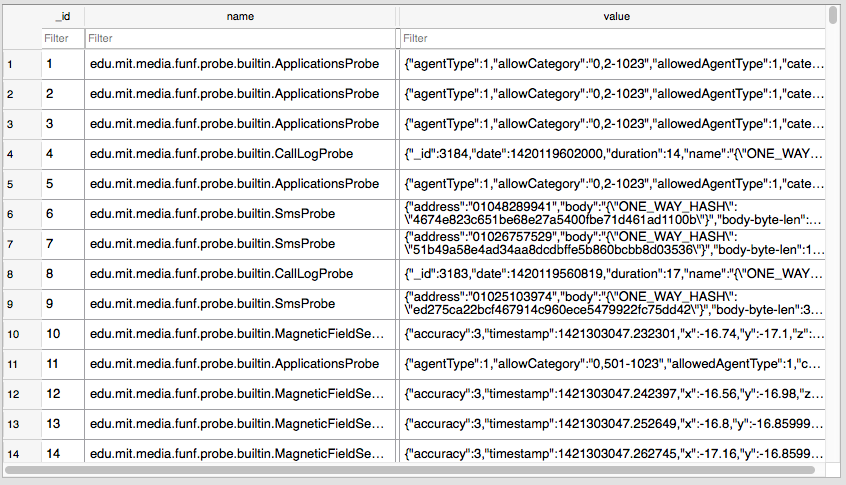 _id name value
Filter Filter Filter
1 1 edu.mit.media.funf.probe.builtin.ApplicationsProbe {"agentType":1,"allowCategory":"0,2-1023","allowedAgentType":1,"cate...
2 2 edu.mit.media.funf.probe.builtin.ApplicationsProbe {"agentType":1,"allowCategory":"0,2-1023","allowedAgentType":1,"cate...
3 3 edu.mit.media.funf.probe.builtin.ApplicationsProbe {"agentType":1,"allowCategory":"0,2-1023","allowedAgentType":1,"cate...
4 4 edu.mit.media.funf.probe.builtin.CallLogProbe {"_id":3184,"date":1420119602000,"duration":14,"name":"{\"ONE_WAY...
5 5 edu.mit.media.funf.probe.builtin.ApplicationsProbe {"agentType":1,"allowCategory":"0,2-1023","allowedAgentType":1,"cate...
6 6 edu.mit.media.funf.probe.builtin.SmsProbe {"address":"01048289941","body":"{\"ONE_WAY_HASH\":
\"4674e823c651be68e27a5400fbe71d461ad1100b\"}","body-byte-len":...
7 7 edu.mit.media.funf.probe.builtin.SmsProbe {"address":"01026757529","body":"{\"ONE_WAY_HASH\":
\"51b49a58e4ad34aa8dcdbffe5b860bcbb8d03536\"}","body-byte-len":1...
8 8 edu.mit.media.funf.probe.builtin.CallLogProbe {"_id":3183,"date":1420119560819,"duration":17,"name":"{\"ONE_WAY...
9 9 edu.mit.media.funf.probe.builtin.SmsProbe {"address":"01025103974","body":"{\"ONE_WAY_HASH\":
\"ed275ca22bcf467914c960ece5479922fc75dd42\"}","body-byte-len":3...
10 10 edu.mit.media.funf.probe.builtin.MagneticFieldSe... {"accuracy":3,"timestamp":1421303047.232301,"x":-16.74,"y":-17.1,"z":...
11 11 edu.mit.media.funf.probe.builtin.ApplicationsProbe {"agentType":1,"allowCategory":"0,501-1023","allowedAgentType":1,"c...
12 12 edu.mit.media.funf.probe.builtin.MagneticFieldSe... {"accuracy":3,"timestamp":1421303047.242397,"x":-16.56,"y":-16.98,"z...
13 13 edu.mit.media.funf.probe.builtin.MagneticFieldSe... {"accuracy":3,"timestamp":1421303047.252649,"x":-16.8,"y":-16.85999...
14 14 edu.mit.media.funf.probe.builtin.MagneticFieldSe... {"accuracy":3,"timestamp":1421303047.262745,"x":-17.16,"y":-16.8599...